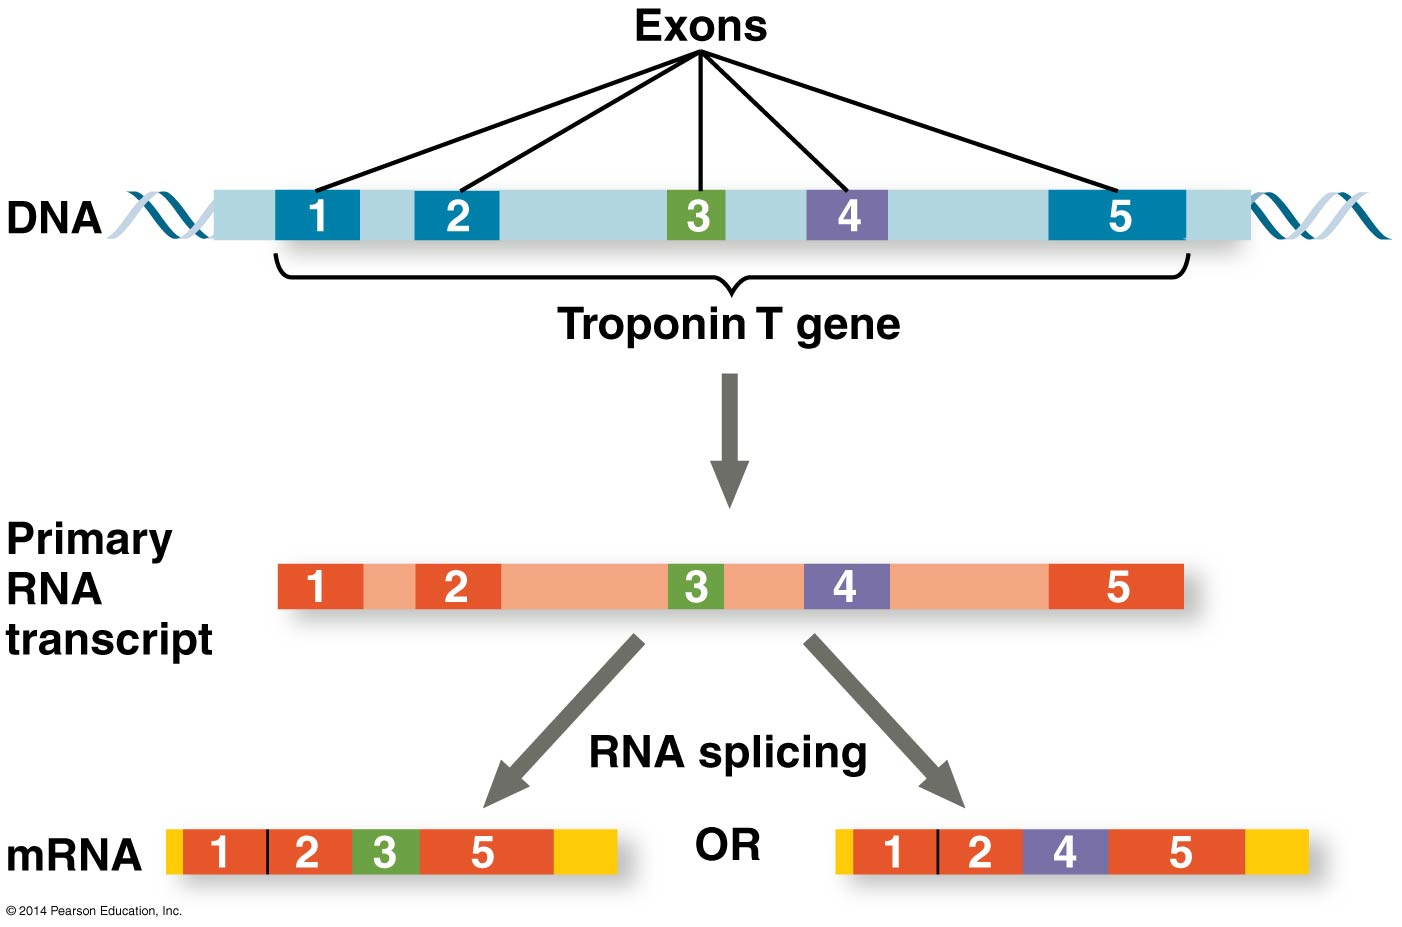 Exons
DNA
1 2 3 4 5
Troponin T gene
Primary
RNA
transcript
1 2 3 4 5
RNA splicing
mRNA
1 2 3 5
OR
1 2 4 5
© 2014 Pearson Education, Inc.